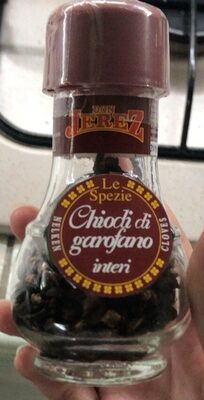 DON
JEREZ
Le
Spezie
Chiodi di
garofano
interi
NELKEN
CLOVES